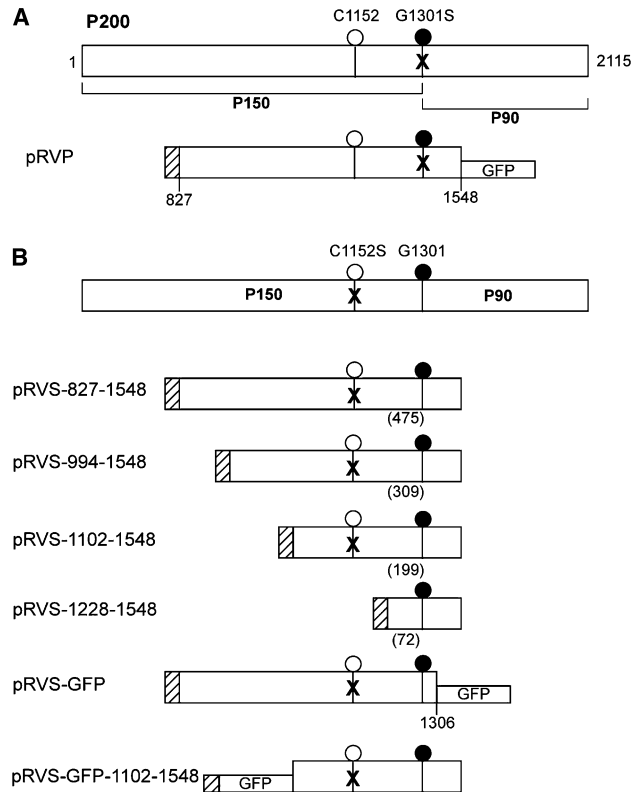 A
P200
C1152 G1301S
1 X 2115
P150
P90
pRVP
X
GFP
827
1548
B
C1152S G1301
P150 X P90
pRVS-827-1548
X
(475)
pRVS-994-1548
X
(309)
pRVS-1102-1548
X
(199)
pRVS-1228-1548
(72)
pRVS-GFP
X
GFP
1306
pRVS-GFP-1102-1548
GFP
X